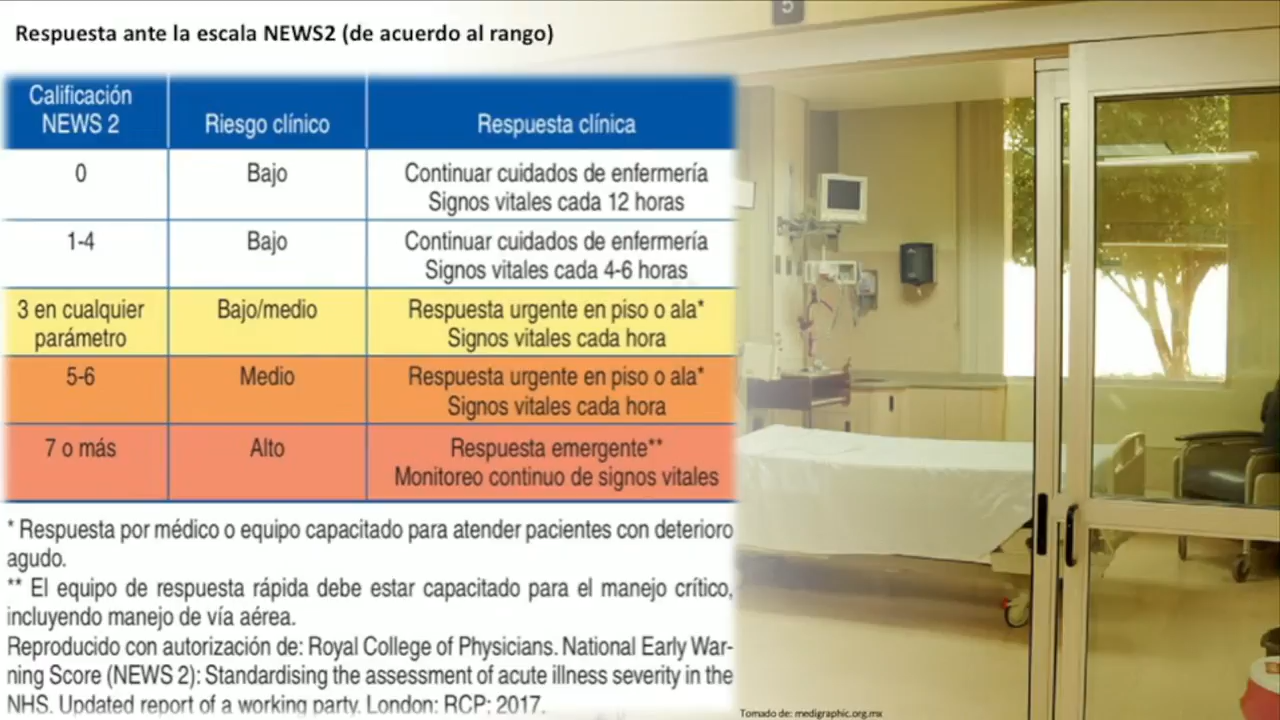 5
Respuesta ante la escala NEWS2 (de acuerdo al rango)
Calificación
NEWS 2
Riesgo clínico
Respuesta clínica
0
Bajo
Continuar cuidados de enfermería
Signos vitales cada 12 horas
1-4
Bajo
Continuar cuidados de enfermería
Signos vitales cada 4-6 horas
3 en cualquier
parámetro
Bajo/medio
Respuesta urgente en piso o ala*
Signos vitales cada hora
5-6
Medio
Respuesta urgente en piso o ala*
Signos vitales cada hora
7 o más
Alto
Respuesta emergente**
Monitoreo continuo de signos vitales
* Respuesta por médico o equipo capacitado para atender pacientes con deterioro
agudo.
** El equipo de respuesta rápida debe estar capacitado para el manejo crítico,
incluyendo manejo de vía aérea.
Reproducido con autorización de: Royal College of Physicians. National Early War-
ning Score (NEWS 2): Standardising the assessment of acute illness severity in the
NHS. Updated report of a working party. London: RCP; 2017.
Tomado de: medigraphic.org.mx